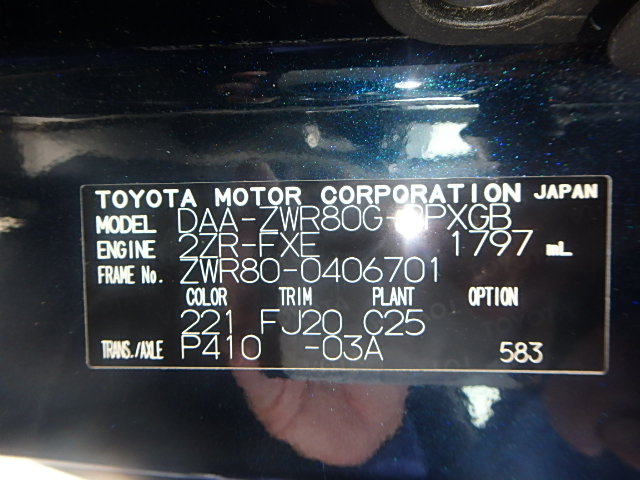 TOYOTA MOTOR CORPORATION JAPAN
MODEL DAA-ZWR80G-
ENGINE 2ZR-FXE 1797 mL
FRAME No. ZWR80-0406701
COLOR TRIM PLANT OPTION
221 FJ20 C25
TRANS./AXLE P410 -03A 583